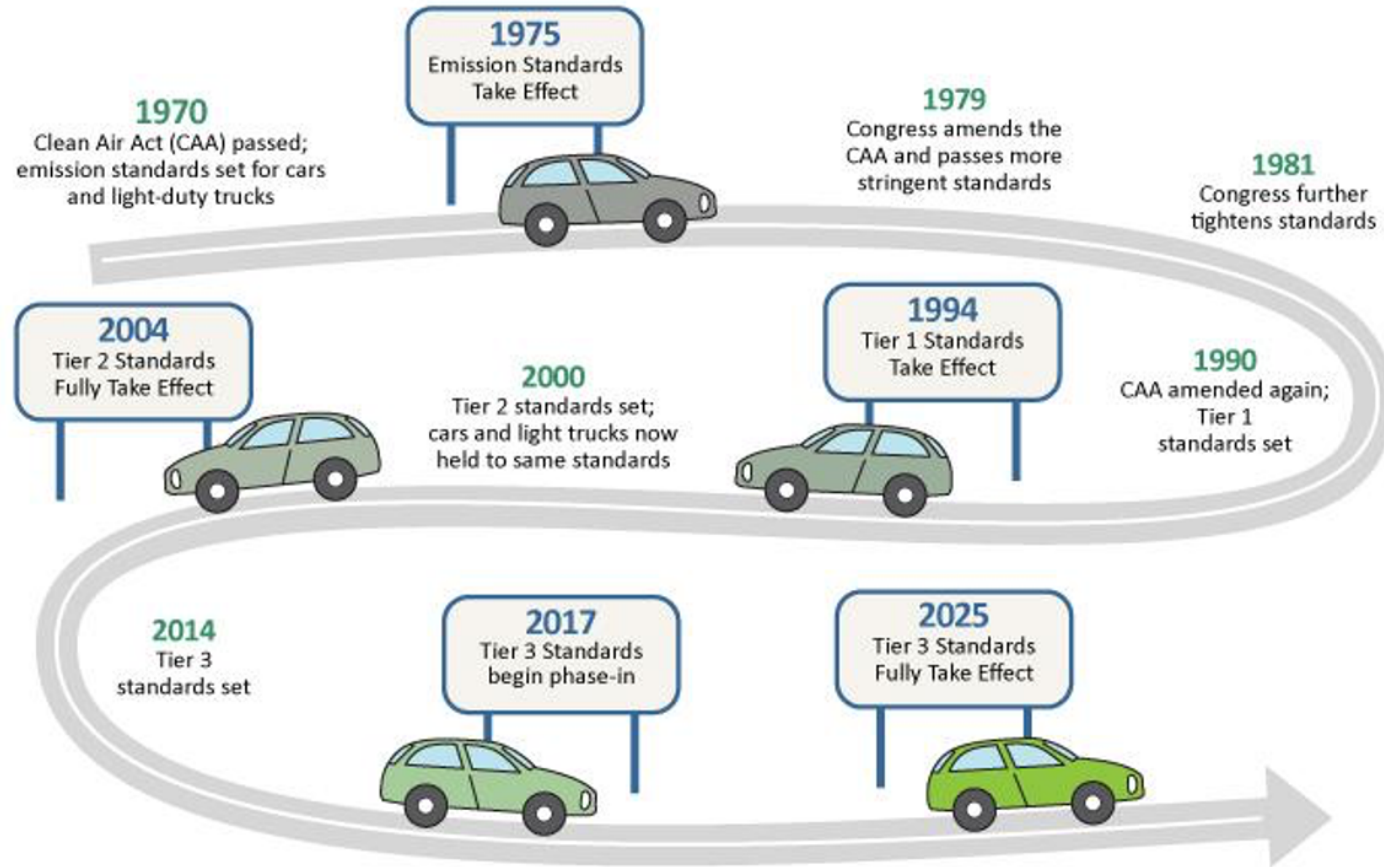 1970
Clean Air Act (CAA) passed;
emission standards set for cars
and light-duty trucks
1975
Emission Standards
Take Effect
1979
Congress amends the
CAA and passes more
stringent standards
1981
Congress further
tightens standards
1990
CAA amended again;
Tier 1
standards set
1994
Tier 1 Standards
Take Effect
2000
Tier 2 standards set;
cars and light trucks now
held to same standards
2004
Tier 2 Standards
Fully Take Effect
2014
Tier 3
standards set
2017
Tier 3 Standards
begin phase-in
2025
Tier 3 Standards
Fully Take Effect